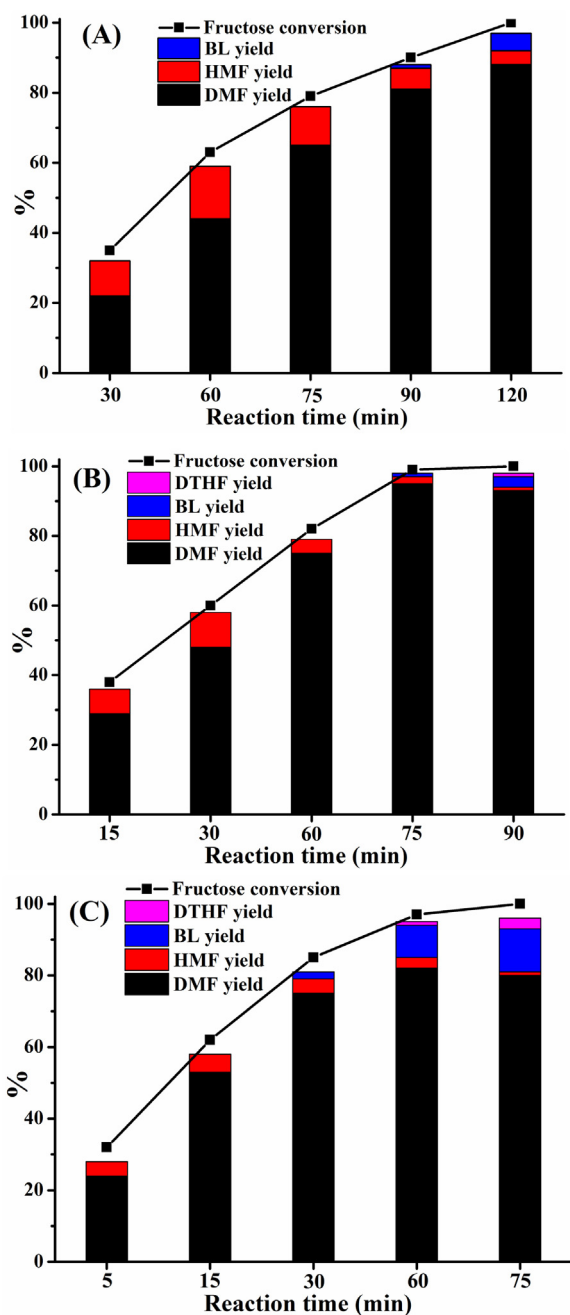 (A)
Fructose conversion
BL yield
HMF yield
DMF yield
100
80
60
40
20
0
%
30 60 75 90 120
Reaction time (min)
(B)
Fructose conversion
DTHF yield
BL yield
HMF yield
DMF yield
100
80
60
40
20
0
%
15 30 60 75 90
Reaction time (min)
(C)
Fructose conversion
DTHF yield
BL yield
HMF yield
DMF yield
100
80
60
40
20
0
%
5 15 30 60 75
Reaction time (min)